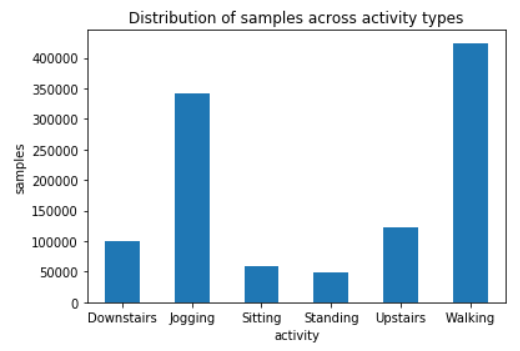 Distribution of samples across activity types
samples
400000
350000
300000
250000
200000
150000
100000
50000
0
Downstairs Jogging Sitting Standing Upstairs Walking
activity